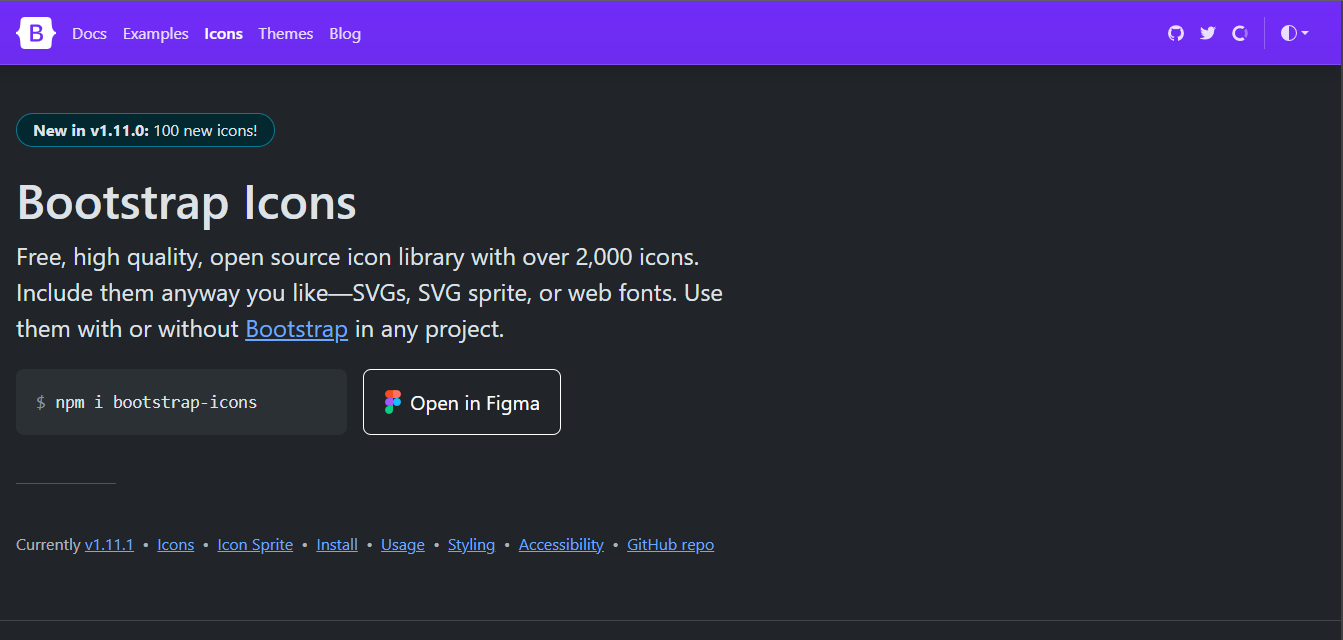 B Docs Examples Icons Themes Blog
New in v1.11.0: 100 new icons!
Bootstrap Icons
Free, high quality, open source icon library with over 2,000 icons.
Include them anyway you like—SVGs, SVG sprite, or web fonts. Use
them with or without Bootstrap in any project.
$ npm i bootstrap-icons Open in Figma
Currently v1.11.1 • Icons • Icon Sprite • Install • Usage • Styling • Accessibility • GitHub repo